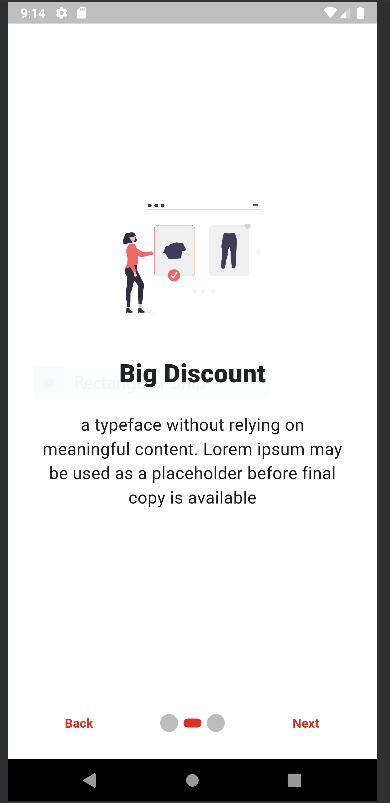 9:14
Big Discount
a typeface without relying on
meaningful content. Lorem ipsum may
be used as a placeholder before final
copy is available
Back
Next